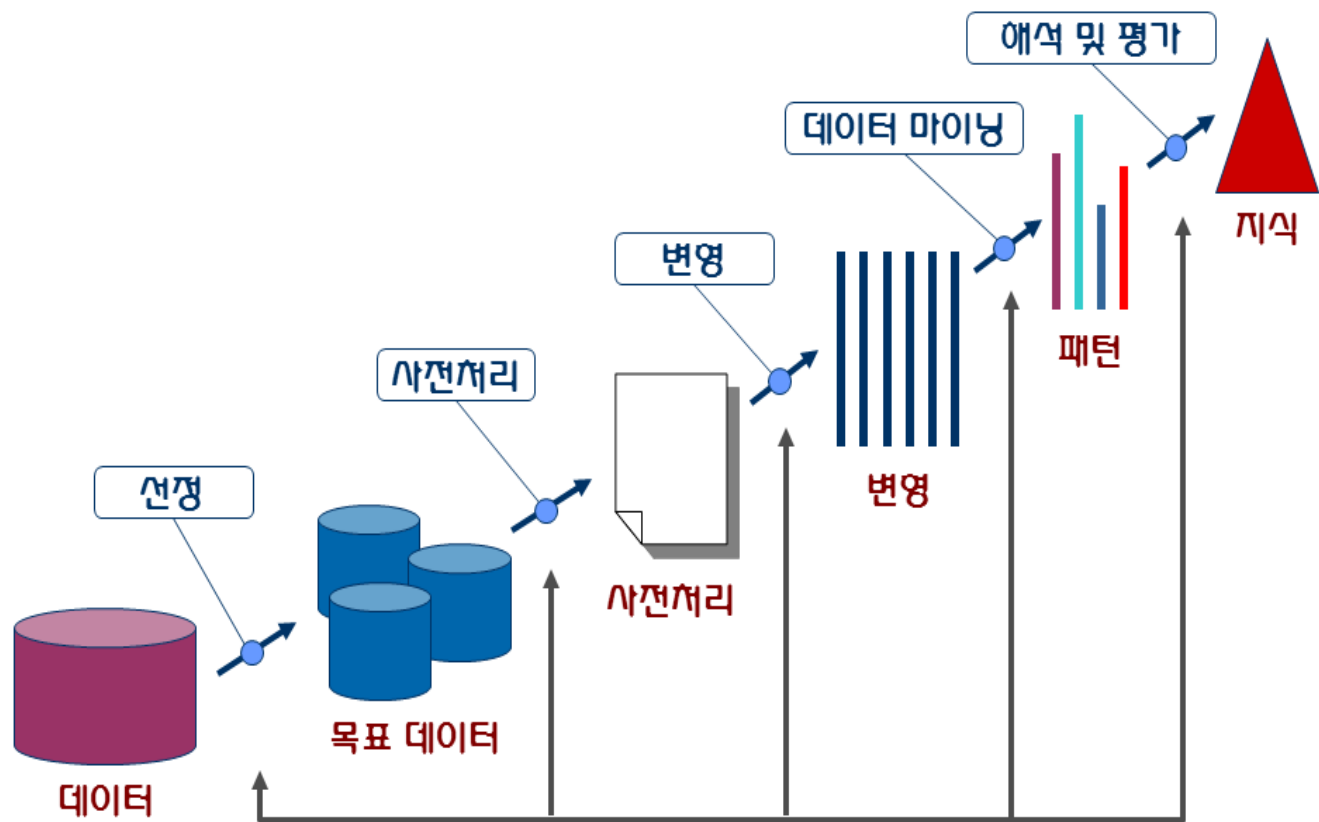 해석 및 평가
데이터 마이닝
지식
변형
패턴
사전처리
변형
선정
사전처리
목표 데이터
데이터